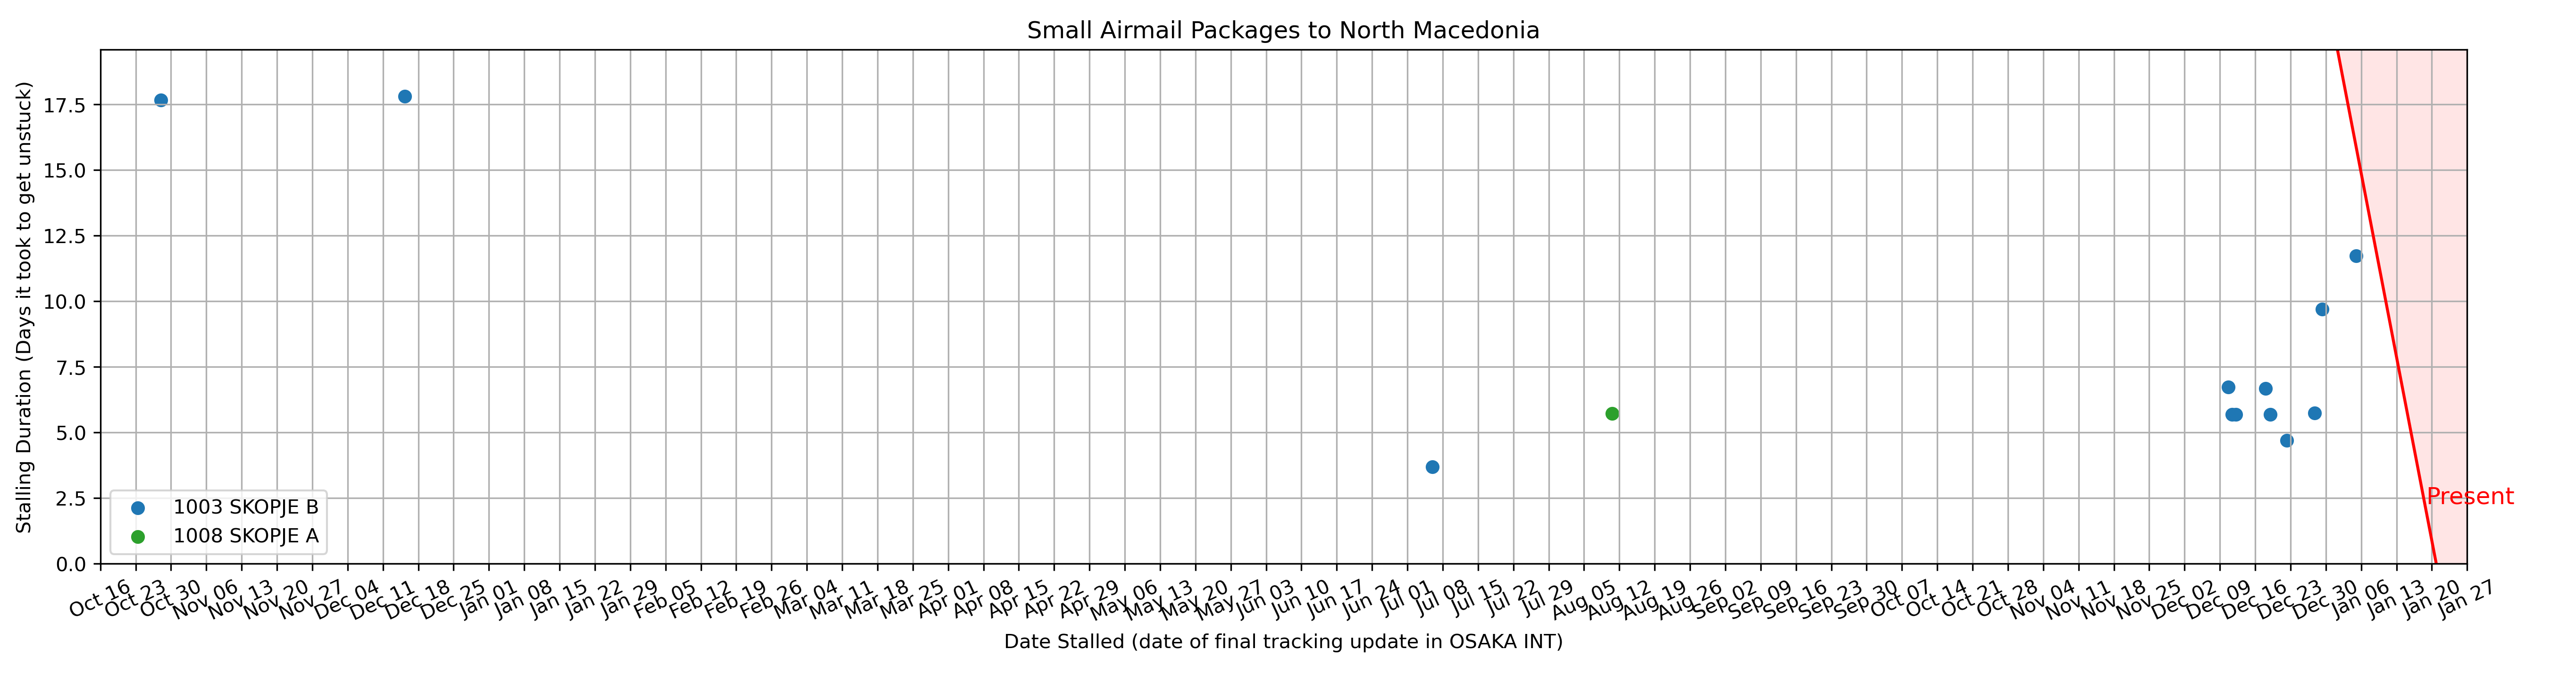 Small Airmail Packages to North Macedonia
Stalling Duration (Days it took to get unstuck)
17.5
15.0
12.5
10.0
7.5
5.0
2.5
0.0
Present
1003 SKOPJE B
1008 SKOPJE A
Oct 16
Oct 23
Oct 30
Nov 06
Nov 13
Nov 20
Nov 27
Dec 04
Dec 11
Dec 18
Dec 25
Jan 01
Jan 08
Jan 15
Jan 22
Jan 29
Feb 05
Feb 12
Feb 19
Feb 26
Mar 04
Mar 11
Mar 18
Mar 25
Apr 01
Apr 08
Apr 15
Apr 22
Apr 29
May 06
May 13
May 20
May 27
Jun 03
Jun 10
Jun 17
Jun 24
Jul 01
Jul 08
Jul 15
Jul 22
Jul 29
Aug 05
Aug 12
Aug 19
Aug 26
Sep 02
Sep 09
Sep 16
Sep 23
Sep 30
Oct 07
Oct 14
Oct 21
Oct 28
Nov 04
Nov 11
Nov 18
Nov 25
Dec 02
Dec 09
Dec 16
Dec 23
Dec 30
Jan 06
Jan 13
Jan 20
Jan 27
Date Stalled (date of final tracking update in OSAKA INT)